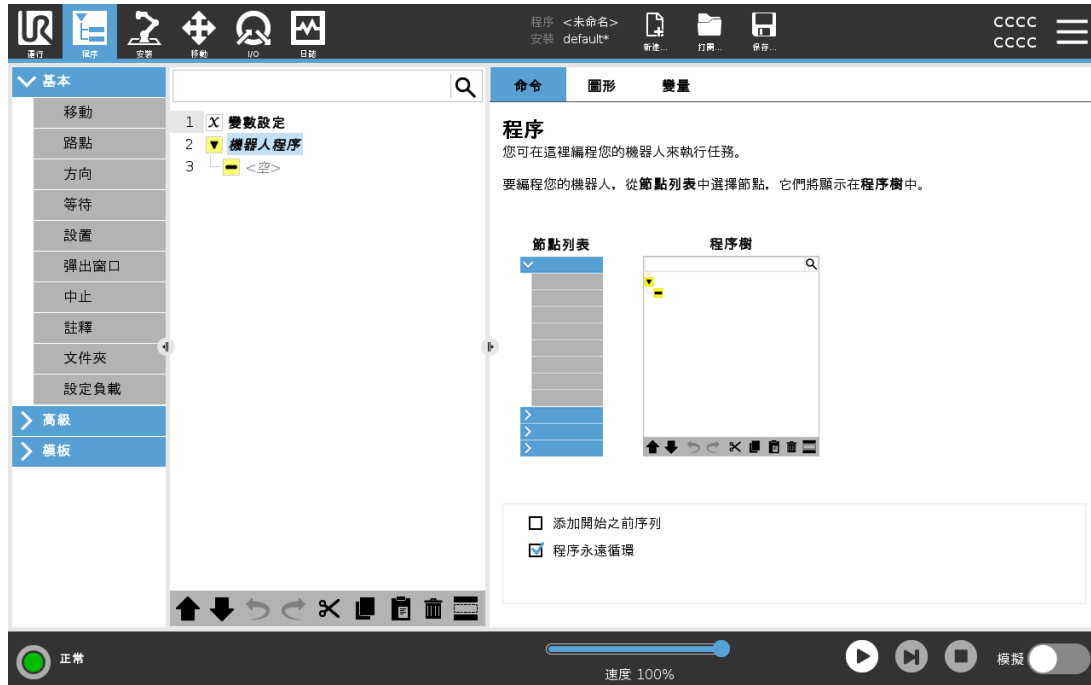 程序 <未命名>
安裝 default*
CCCC
CCCC
運行 程序 安裝 移動 I/O 日誌 新建... 打開... 保存...
基本
移動
路點
方向
等待
設置
彈出窗口
中止
註釋
文件夾
設定負載
高級
模板
1 X 變數設定
2 機器人程序
3 <空>
命令 圖形 變量
程序
您可在這裡編程您的機器人來執行任務。
要編程您的機器人，從節點列表中選擇節點，它們將顯示在程序樹中。
節點列表 程序樹
添加開始之前序列
程序永遠循環
正常
速度 100%
模擬